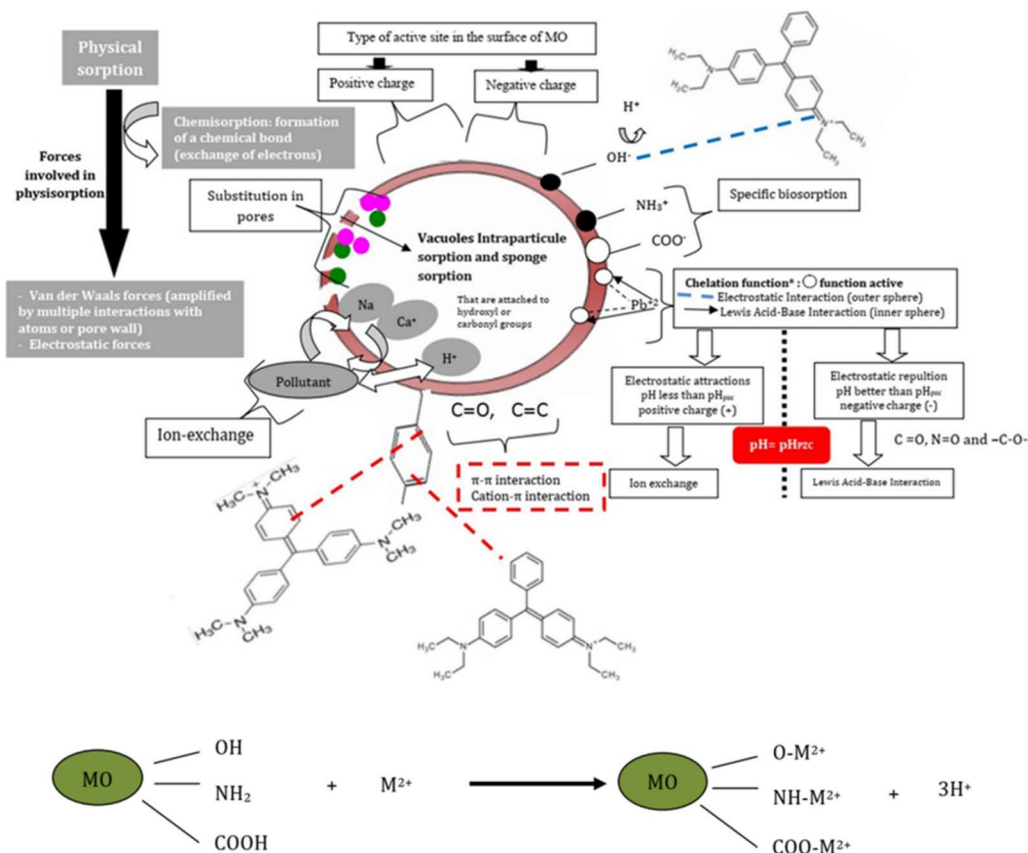 Physical
sorption
Type of active site in the surface of MO
Positive charge
Negative charge
Chemisorption: formation
of a chemical bond
(exchange of electrons)
Forces
involved in
physisorption
- Van der Waals forces (amplified
by multiple interactions with
atoms or pore wall)
- Electrostatic forces
Substitution in
pores
Vacuoles Intraparticule
sorption and sponge
sorption
That are attached to
hydroxyl or
carbonyl groups
Na
Ca⁺
H⁺
Pollutant
Ion-exchange
H⁺
OH⁻
NH₃⁺
COO⁻
Specific biosorption
Pb⁺²
H₃C
N
H₃C
N⁺
CH₃
CH₃
Chelation function* : function active
Electrostatic Interaction (outer sphere)
Lewis Acid-Base Interaction (inner sphere)
Electrostatic attractions
pH less than pHpzc
positive charge (+)
Electrostatic repultion
pH better than pHpzc
negative charge (-)
pH= pHPZC
C =O, N=O and –C-O-
Ion exchange
Lewis Acid-Base Interaction
C=O, C=C
π-π interaction
Cation-π interaction
H₃C
N⁺
CH₃
N
CH₃
CH₃
H₃C
N
CH₃
H₃C
N
H₃C
N⁺
CH₃
CH₃
MO
OH
NH₂
COOH
+
M²⁺
MO
O-M²⁺
NH-M²⁺
COO-M²⁺
+
3H⁺